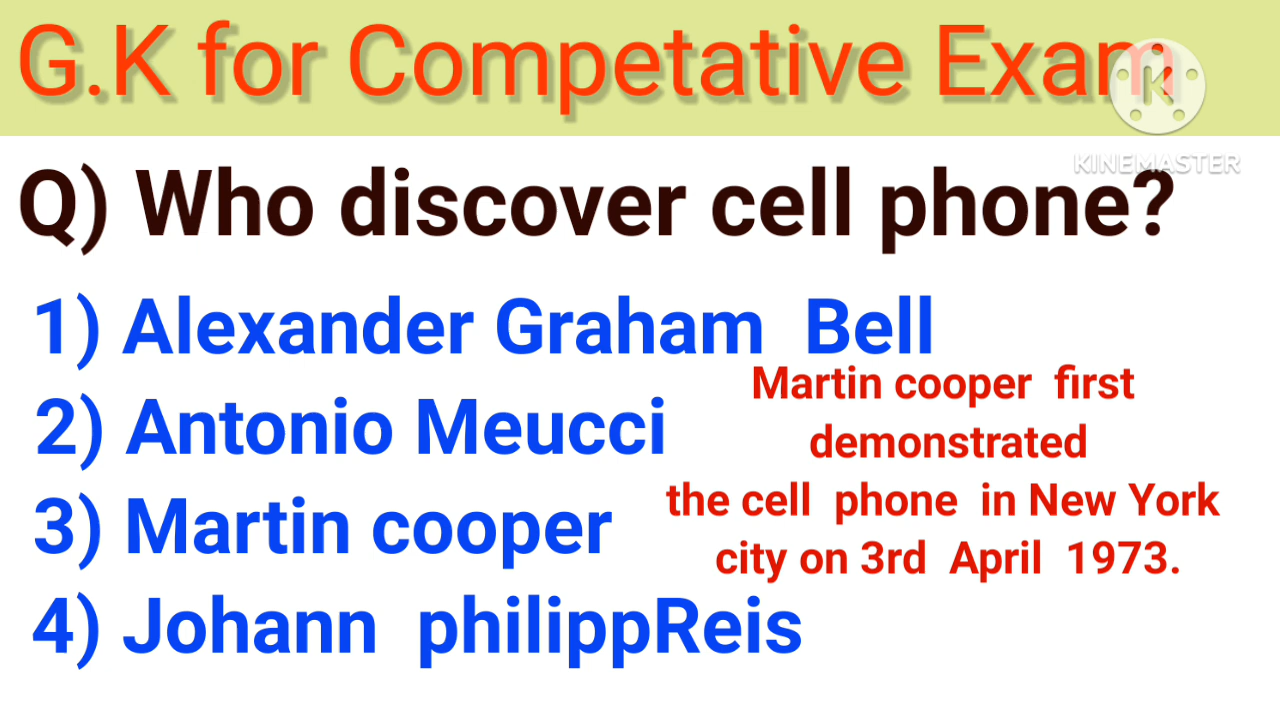 G.K for Competative Exam
K
KINEMASTER
Q) Who discover cell phone?
1) Alexander Graham Bell
2) Antonio Meucci
3) Martin cooper
4) Johann philippReis
Martin cooper first
demonstrated
the cell phone in New York
city on 3rd April 1973.